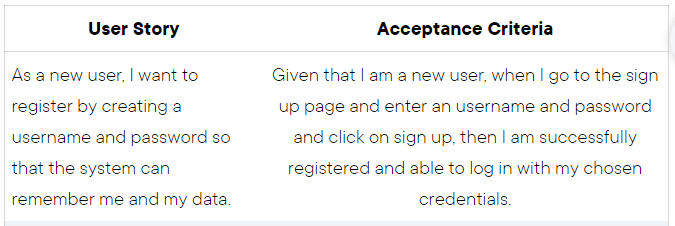 User Story
Acceptance Criteria
As a new user, I want to
register by creating a
username and password so
that the system can
remember me and my data.
Given that I am a new user, when I go to the sign
up page and enter an username and password
and click on sign up, then I am successfully
registered and able to log in with my chosen
credentials.